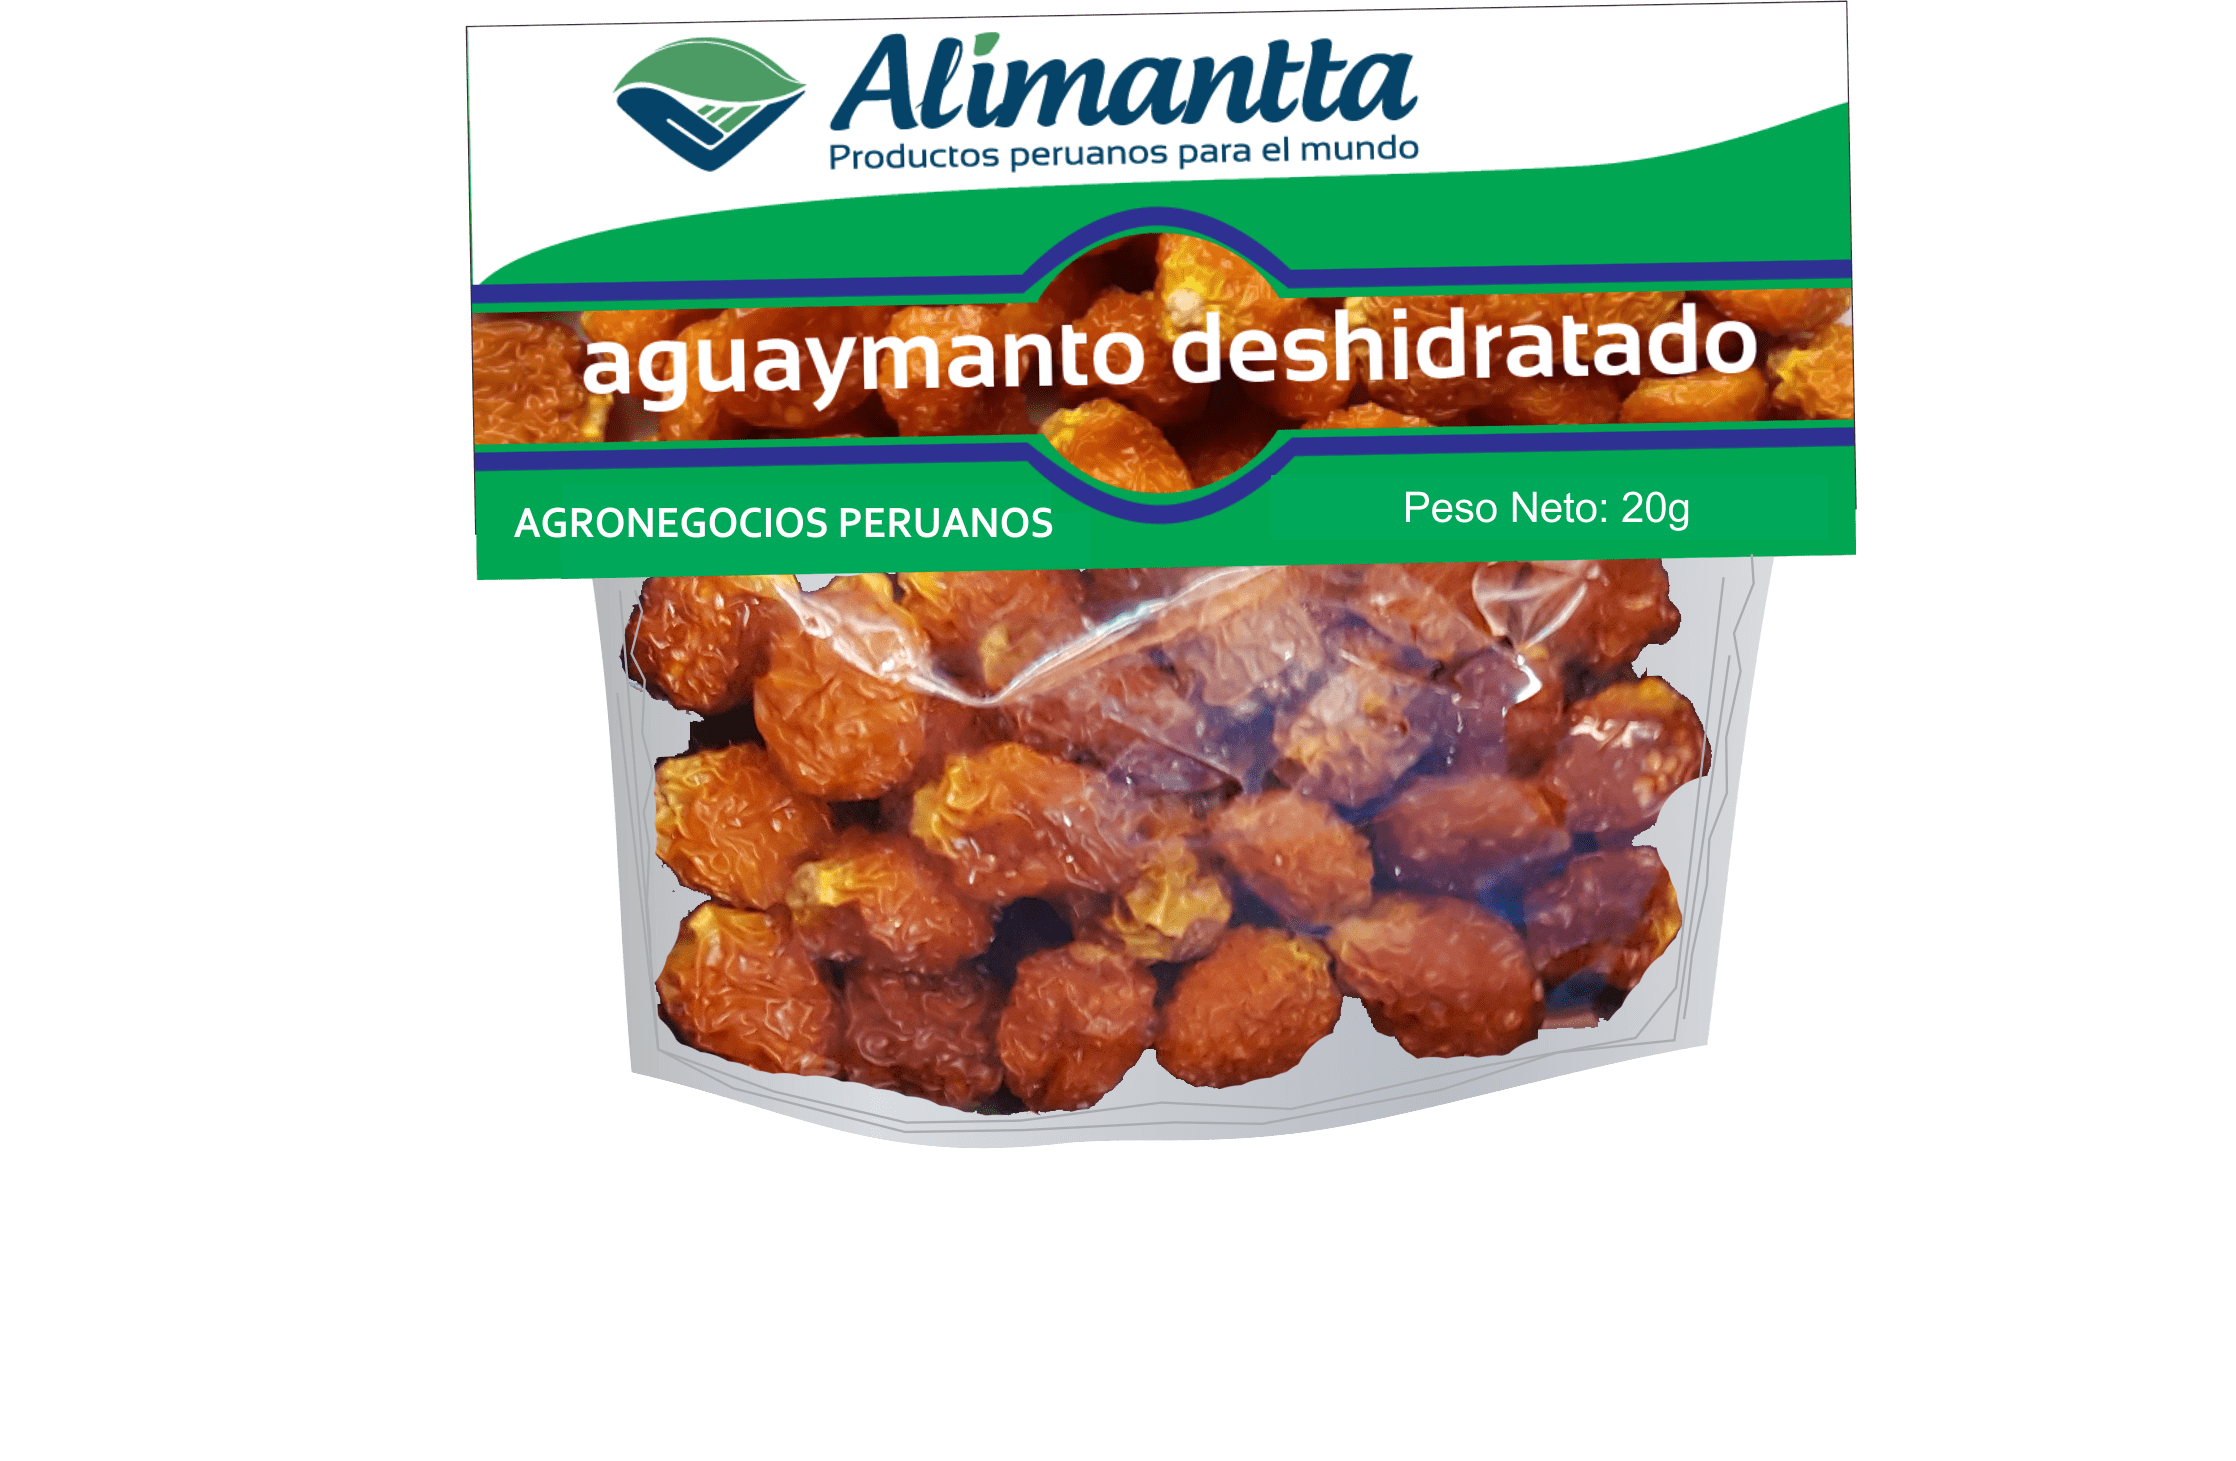 Alimantta
Productos peruanos para el mundo
aguaymanto deshidratado
AGRONEGOCIOS PERUANOS
Peso Neto: 20g